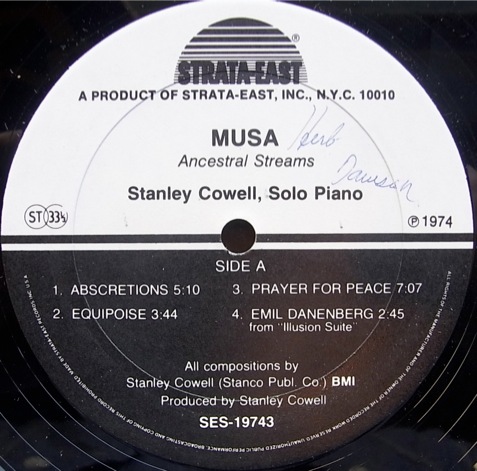 STRATA-EAST
®
A PRODUCT OF STRATA-EAST, INC., N.Y.C. 10010
MUSA
Herb
Ancestral Streams
Dawson
Stanley Cowell, Solo Piano
ST 33⅓
℗ 1974
SIDE A
1. ABSCRETIONS 5:10
2. EQUIPOISE 3:44
3. PRAYER FOR PEACE 7:07
4. EMIL DANENBERG 2:45
from "Illusion Suite"
All compositions by
Stanley Cowell (Stanco Publ. Co.) BMI
Produced by Stanley Cowell
SES-19743